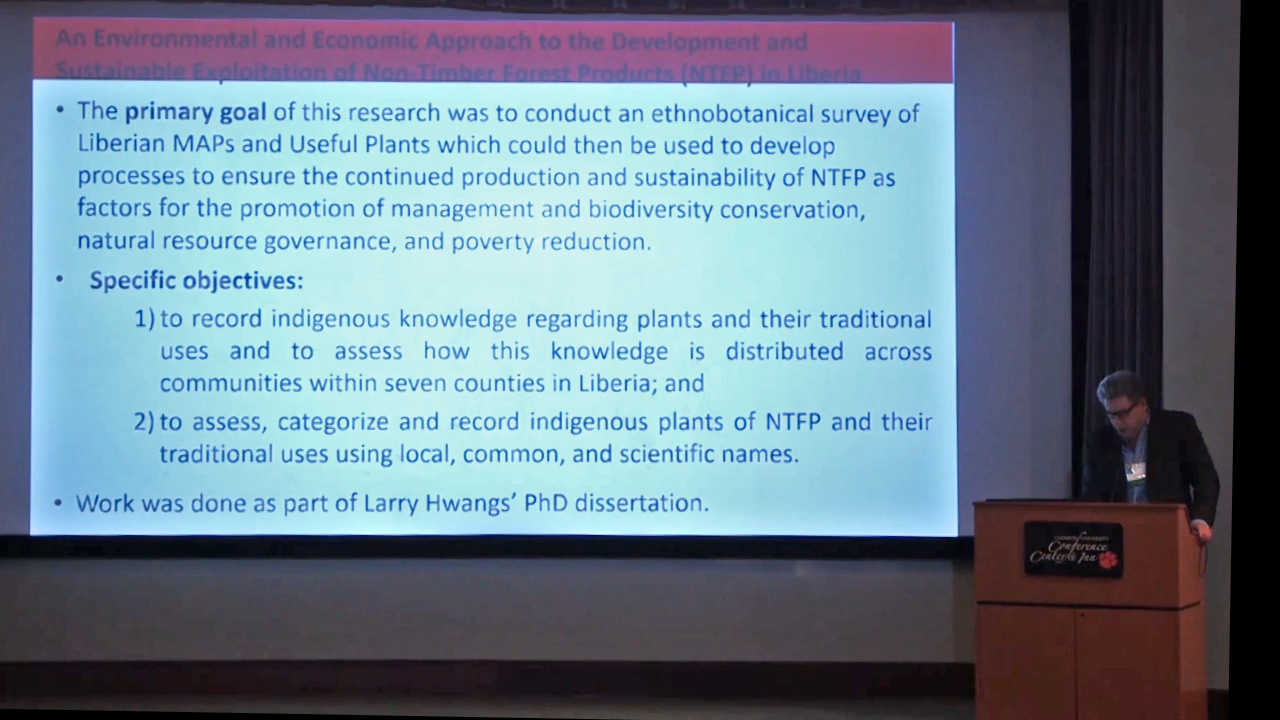 An Environmental and Economic Approach to the Development and
Sustainable Exploitation of Non-Timber Forest Products (NTFP) in Liberia
• The primary goal of this research was to conduct an ethnobotanical survey of
Liberian MAPs and Useful Plants which could then be used to develop
processes to ensure the continued production and sustainability of NTFP as
factors for the promotion of management and biodiversity conservation,
natural resource governance, and poverty reduction.
• Specific objectives:
1) to record indigenous knowledge regarding plants and their traditional
uses and to assess how this knowledge is distributed across
communities within seven counties in Liberia; and
2) to assess, categorize and record indigenous plants of NTFP and their
traditional uses using local, common, and scientific names.
• Work was done as part of Larry Hwangs’ PhD dissertation.
CLEMSON UNIVERSITY
Conference
Center & Inn